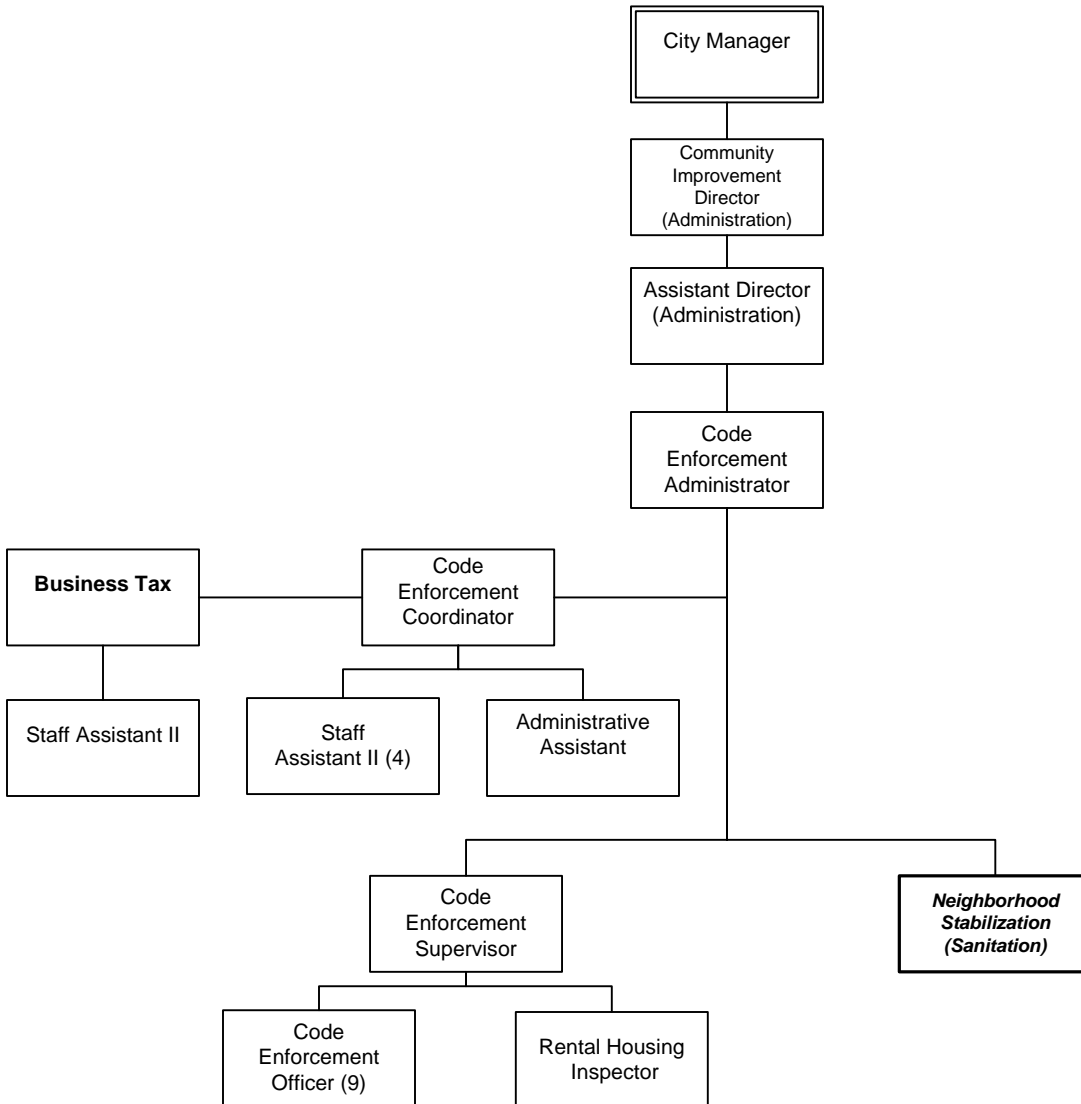 City Manager
Community
Improvement
Director
(Administration)
Assistant Director
(Administration)
Code
Enforcement
Administrator
Business Tax
Code
Enforcement
Coordinator
Staff Assistant II
Staff
Assistant II (4)
Administrative
Assistant
Code
Enforcement
Supervisor
Neighborhood
Stabilization
(Sanitation)
Code
Enforcement
Officer (9)
Rental Housing
Inspector